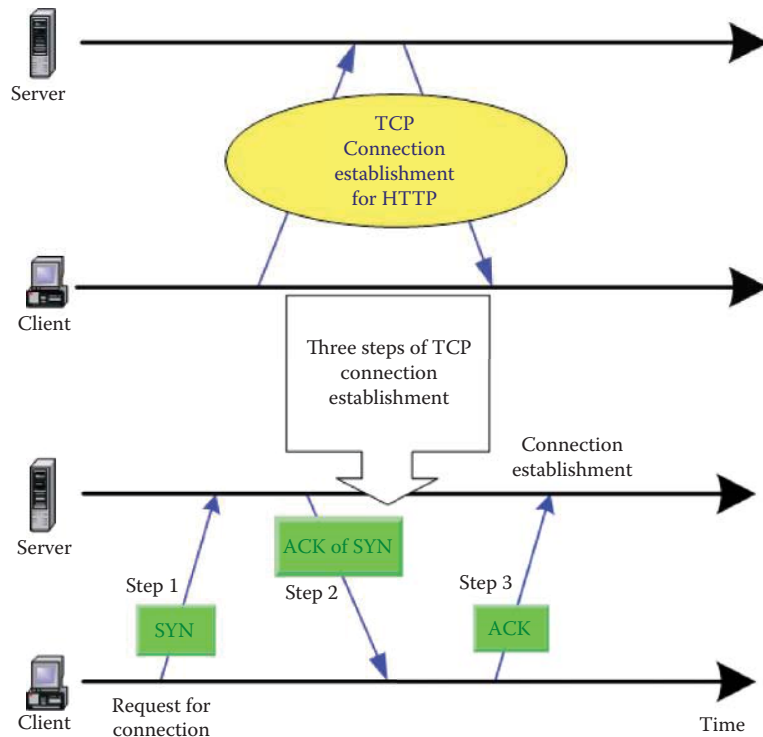 Server
TCP
Connection
establishment
for HTTP
Client
Three steps of TCP
connection
establishment
Connection
establishment
Server
ACK of SYN
Step 1
Step 2
Step 3
SYN
ACK
Client
Request for
connection
Time